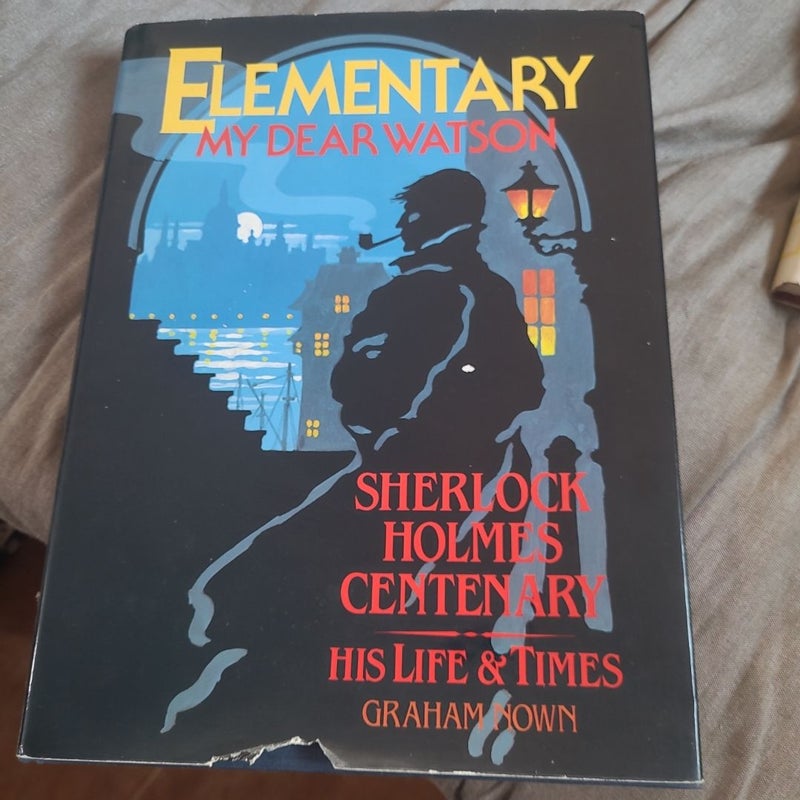 ELEMENTARY
MY DEAR WATSON
SHERLOCK
HOLMES
CENTENARY
HIS LIFE & TIMES
GRAHAM NOWN